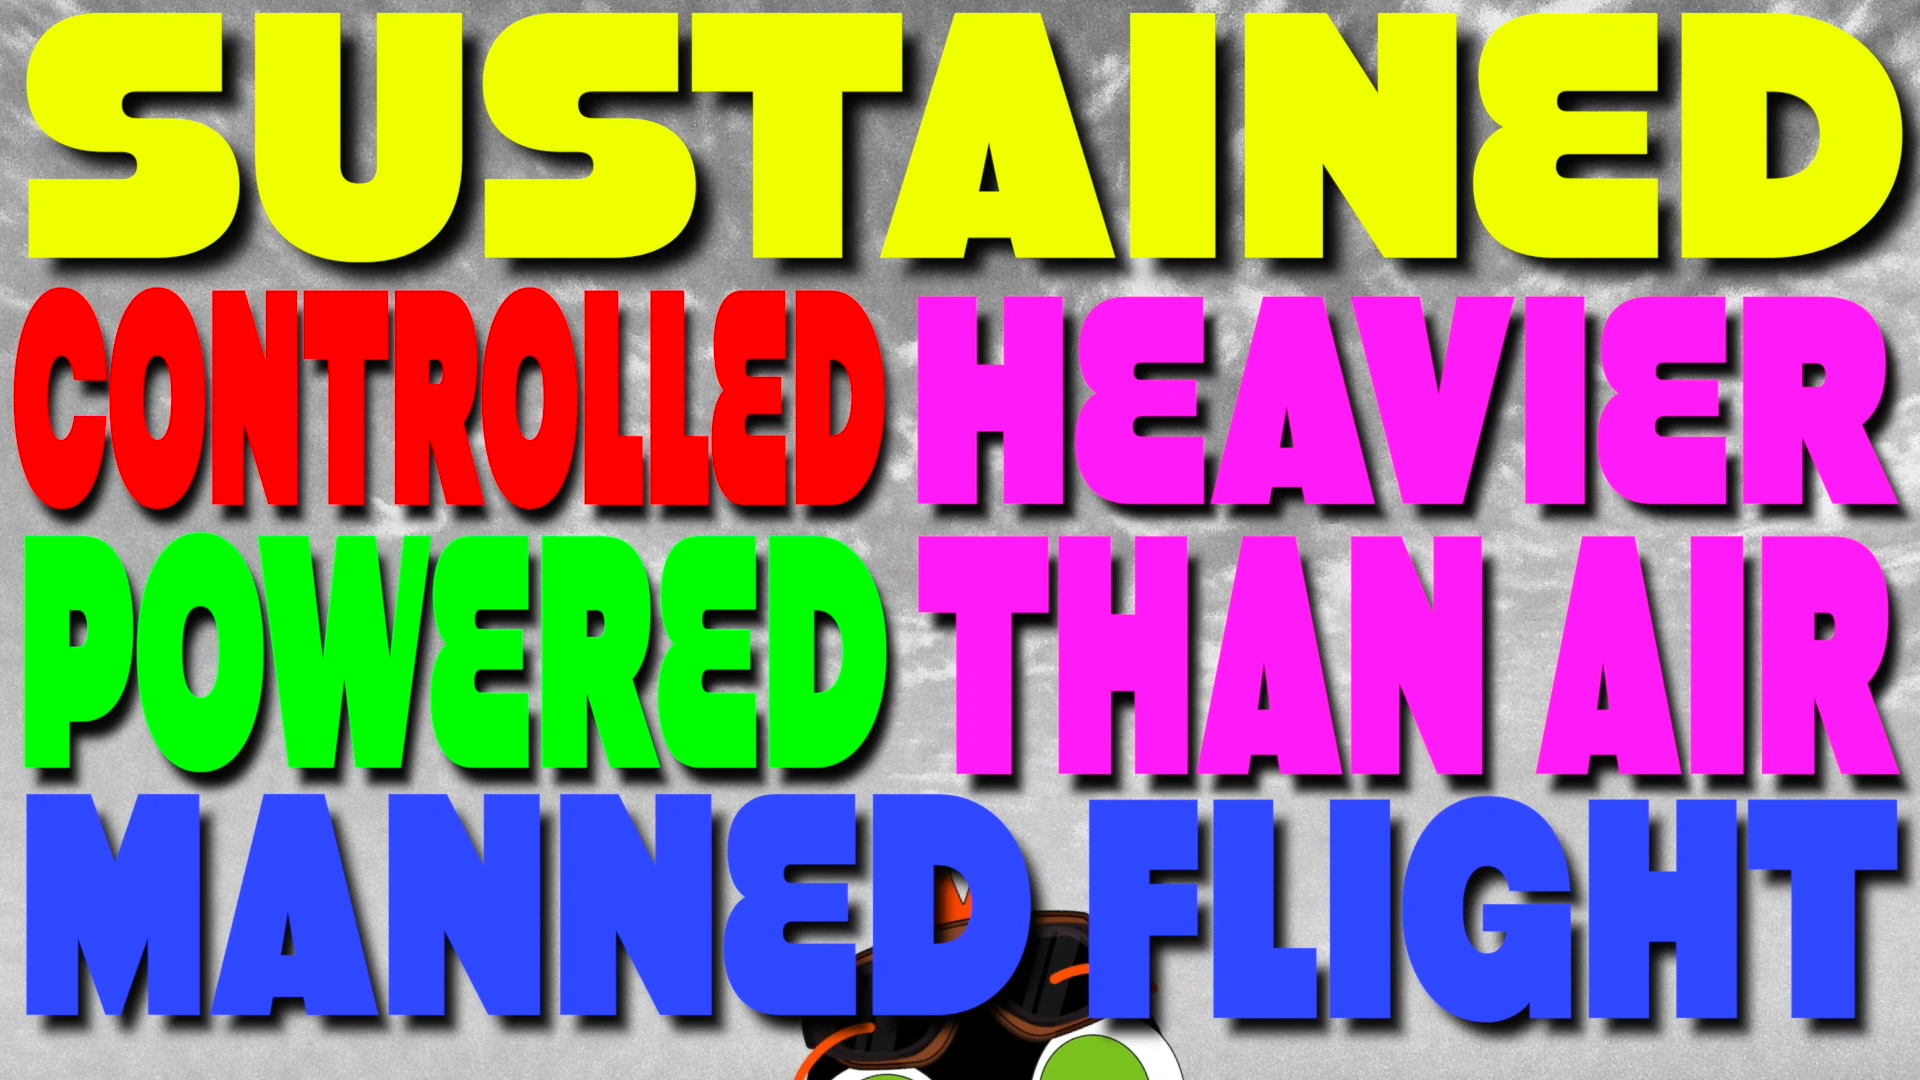 SUSTAINED
CONTROLLED
POWERED
HEAVIER
THAN AIR
MANNED FLIGHT